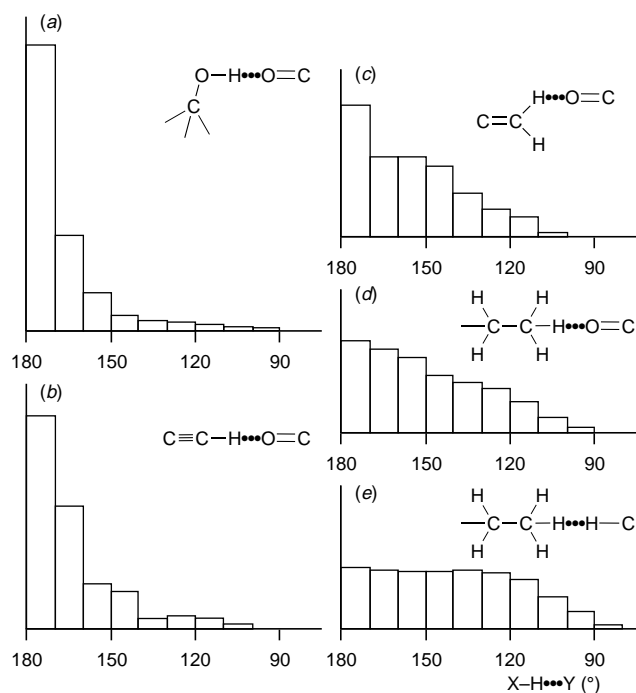 (a)
O—H•••O=C
C
180 150 120 90
(b)
C≡C—H•••O=C
180 150 120 90
(c)
H•••O=C
C=C
H
180 150 120 90
(d)
H H
—C—C—H•••O=C
H H
180 150 120 90
(e)
H H
—C—C—H•••H—C
H H
180 150 120 90
X–H•••Y (°)